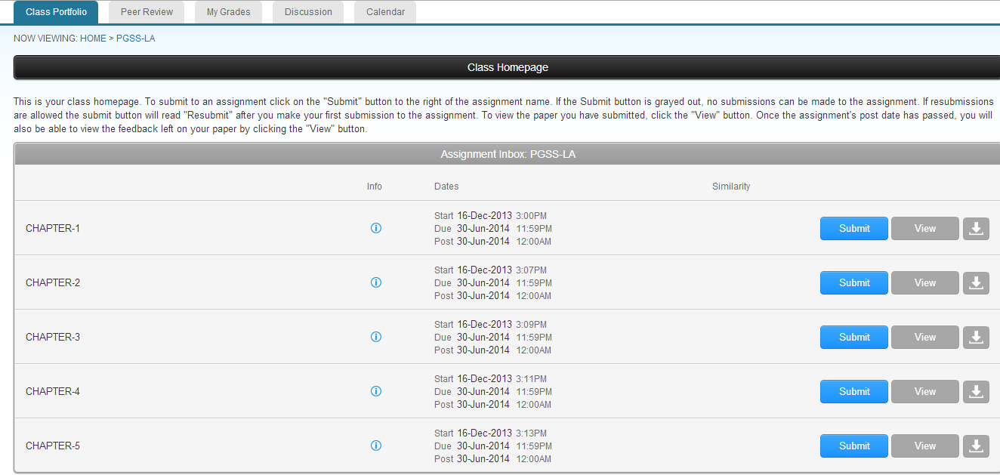 Class Portfolio Peer Review My Grades Discussion Calendar
NOW VIEWING: HOME > PGSS-LA
Class Homepage
This is your class homepage. To submit to an assignment click on the "Submit" button to the right of the assignment name. If the Submit button is grayed out, no submissions can be made to the assignment. If resubmissions
are allowed the submit button will read "Resubmit" after you make your first submission to the assignment. To view the paper you have submitted, click the "View" button. Once the assignment's post date has passed, you will
also be able to view the feedback left on your paper by clicking the "View" button.
Assignment Inbox: PGSS-LA
Info Dates Similarity
Start 16-Dec-2013 3:00PM
CHAPTER-1 Due 30-Jun-2014 11:59PM Submit View
Post 30-Jun-2014 12:00AM
Start 16-Dec-2013 3:07PM
CHAPTER-2 Due 30-Jun-2014 11:59PM Submit View
Post 30-Jun-2014 12:00AM
Start 16-Dec-2013 3:09PM
CHAPTER-3 Due 30-Jun-2014 11:59PM Submit View
Post 30-Jun-2014 12:00AM
Start 16-Dec-2013 3:11PM
CHAPTER-4 Due 30-Jun-2014 11:59PM Submit View
Post 30-Jun-2014 12:00AM
Start 16-Dec-2013 3:13PM
CHAPTER-5 Due 30-Jun-2014 11:59PM Submit View
Post 30-Jun-2014 12:00AM